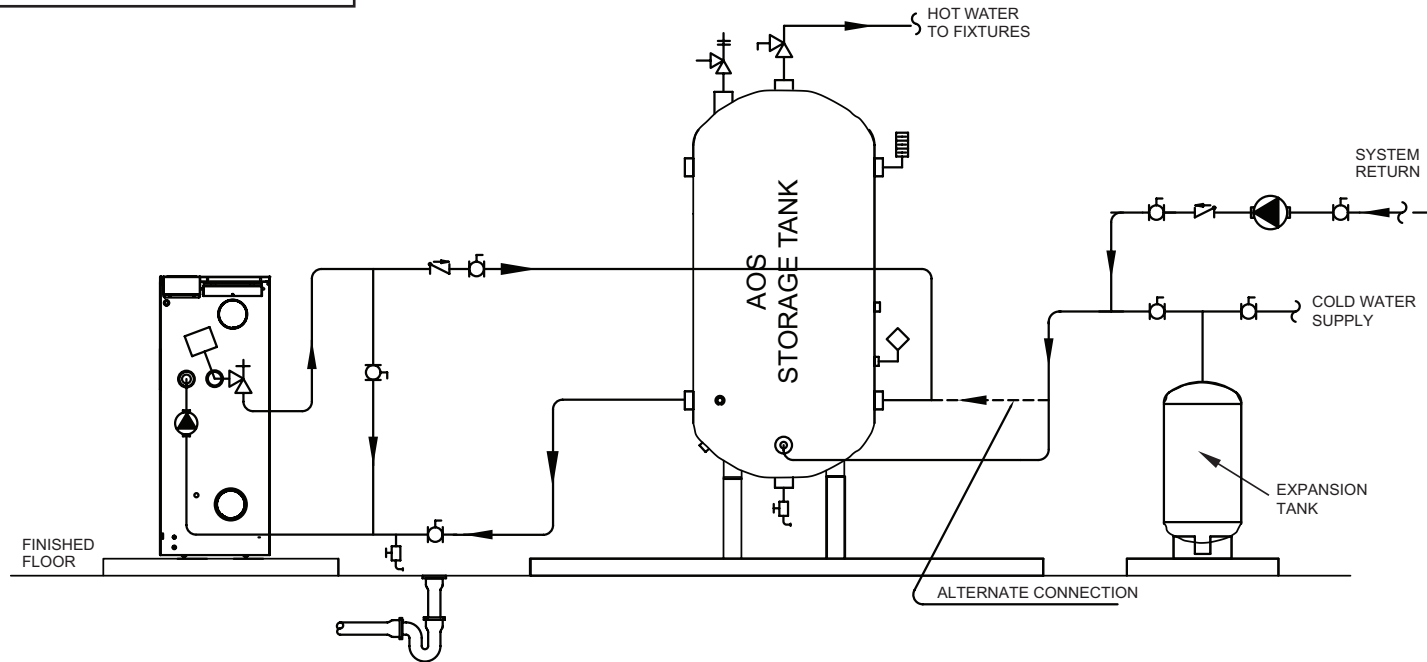 HOT WATER
TO FIXTURES
SYSTEM
RETURN
AOS
STORAGE TANK
COLD WATER
SUPPLY
EXPANSION
TANK
FINISHED
FLOOR
ALTERNATE CONNECTION